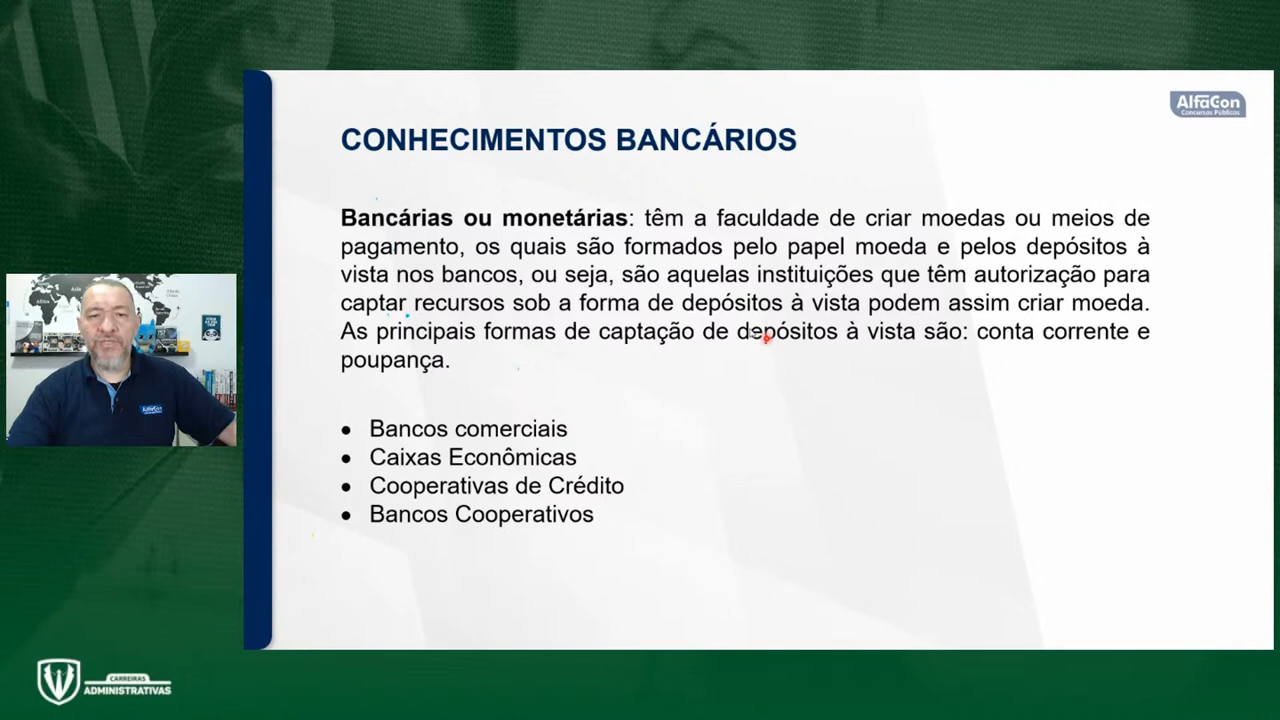 AlfaCon
Concursos Públicos
CONHECIMENTOS BANCÁRIOS
Bancárias ou monetárias: têm a faculdade de criar moedas ou meios de
pagamento, os quais são formados pelo papel moeda e pelos depósitos à
vista nos bancos, ou seja, são aquelas instituições que têm autorização para
captar recursos sob a forma de depósitos à vista podem assim criar moeda.
As principais formas de captação de depósitos à vista são: conta corrente e
poupança.
• Bancos comerciais
• Caixas Econômicas
• Cooperativas de Crédito
• Bancos Cooperativos
África
Ásia
AlfaCon
CARREIRAS
ADMINISTRATIVAS